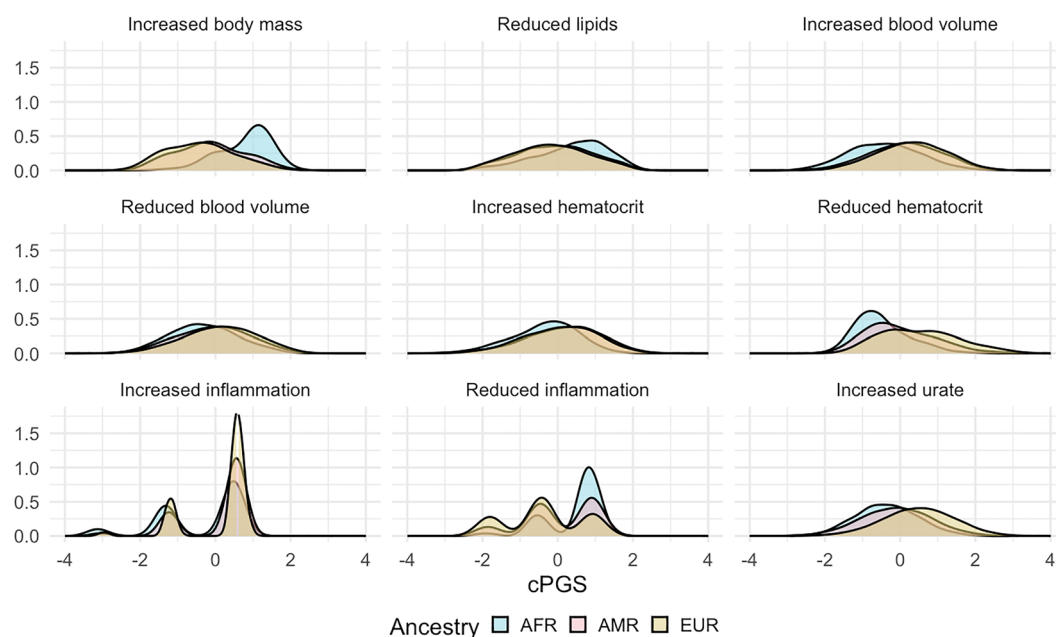 Increased body mass
Reduced lipids
Increased blood volume
1.5
1.0
0.5
0.0
Reduced blood volume
Increased hematocrit
Reduced hematocrit
1.5
1.0
0.5
0.0
Increased inflammation
Reduced inflammation
Increased urate
1.5
1.0
0.5
0.0
-4 -2 0 2 4 -4 -2 0 2 4 -4 -2 0 2 4
cPGS
Ancestry AFR AMR EUR